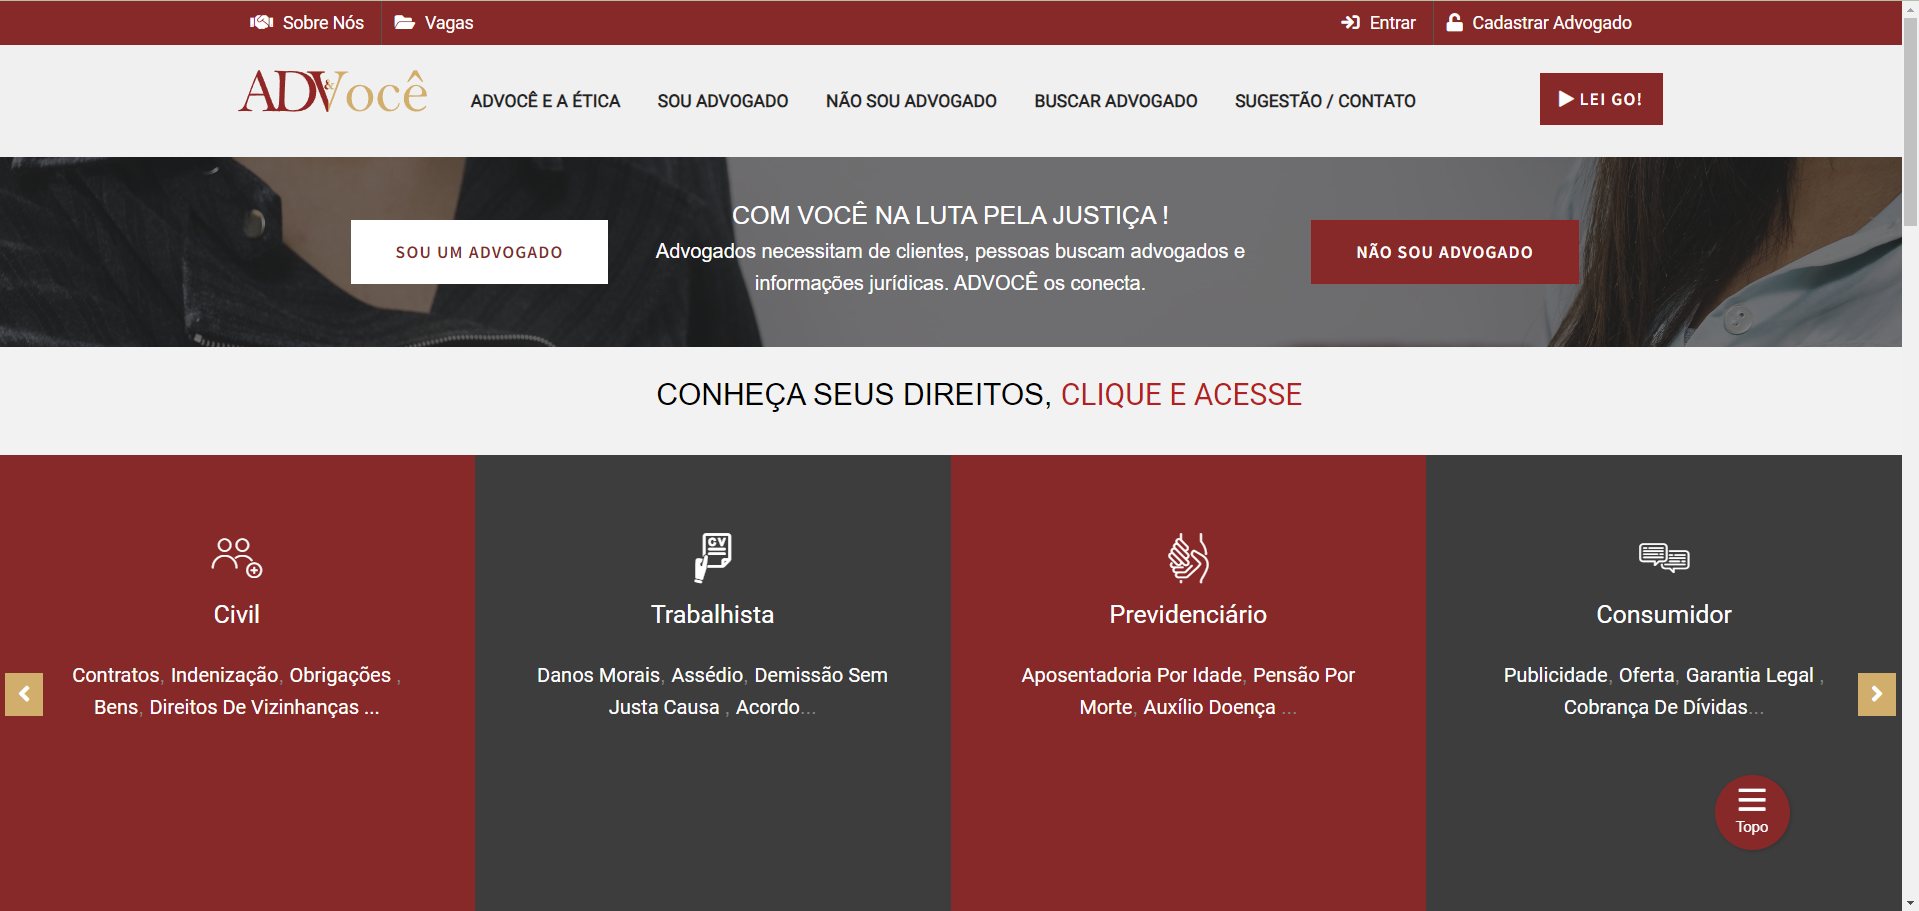 Sobre Nós
Vagas
Entrar
Cadastrar Advogado
ADV&Você
ADVOCÊ E A ÉTICA
SOU ADVOGADO
NÃO SOU ADVOGADO
BUSCAR ADVOGADO
SUGESTÃO / CONTATO
LEI GO!
SOU UM ADVOGADO
COM VOCÊ NA LUTA PELA JUSTIÇA !
Advogados necessitam de clientes, pessoas buscam advogados e
informações jurídicas. ADVOCÊ os conecta.
NÃO SOU ADVOGADO
CONHEÇA SEUS DIREITOS, CLIQUE E ACESSE
Civil
Contratos, Indenização, Obrigações ,
Bens, Direitos De Vizinhanças ...
CV
Trabalhista
Danos Morais, Assédio, Demissão Sem
Justa Causa , Acordo...
Previdenciário
Aposentadoria Por Idade, Pensão Por
Morte, Auxílio Doença ...
Consumidor
Publicidade, Oferta, Garantia Legal ,
Cobrança De Dívidas...
Topo